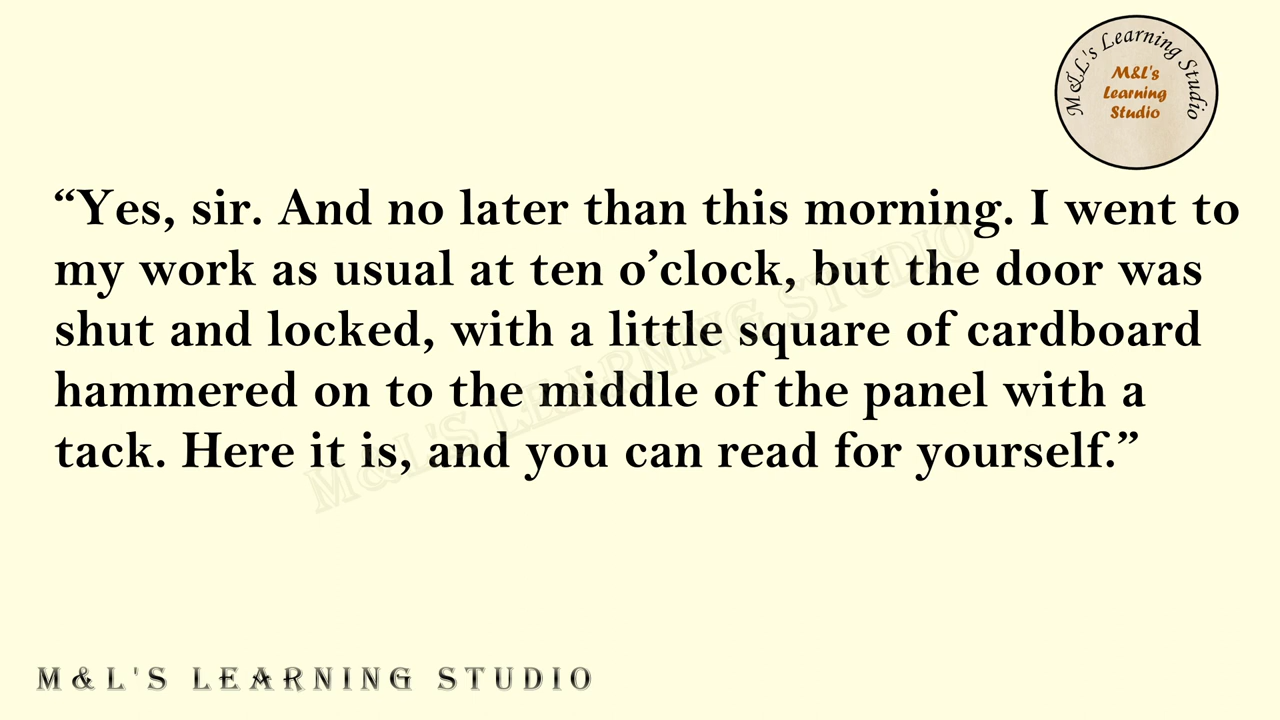 M&L's Learning Studio
M&L's
Learning
Studio
“Yes, sir. And no later than this morning. I went to
my work as usual at ten o’clock, but the door was
shut and locked, with a little square of cardboard
hammered on to the middle of the panel with a
tack. Here it is, and you can read for yourself.”
M&L'S LEARNING STUDIO
M&L'S LEARNING STUDIO